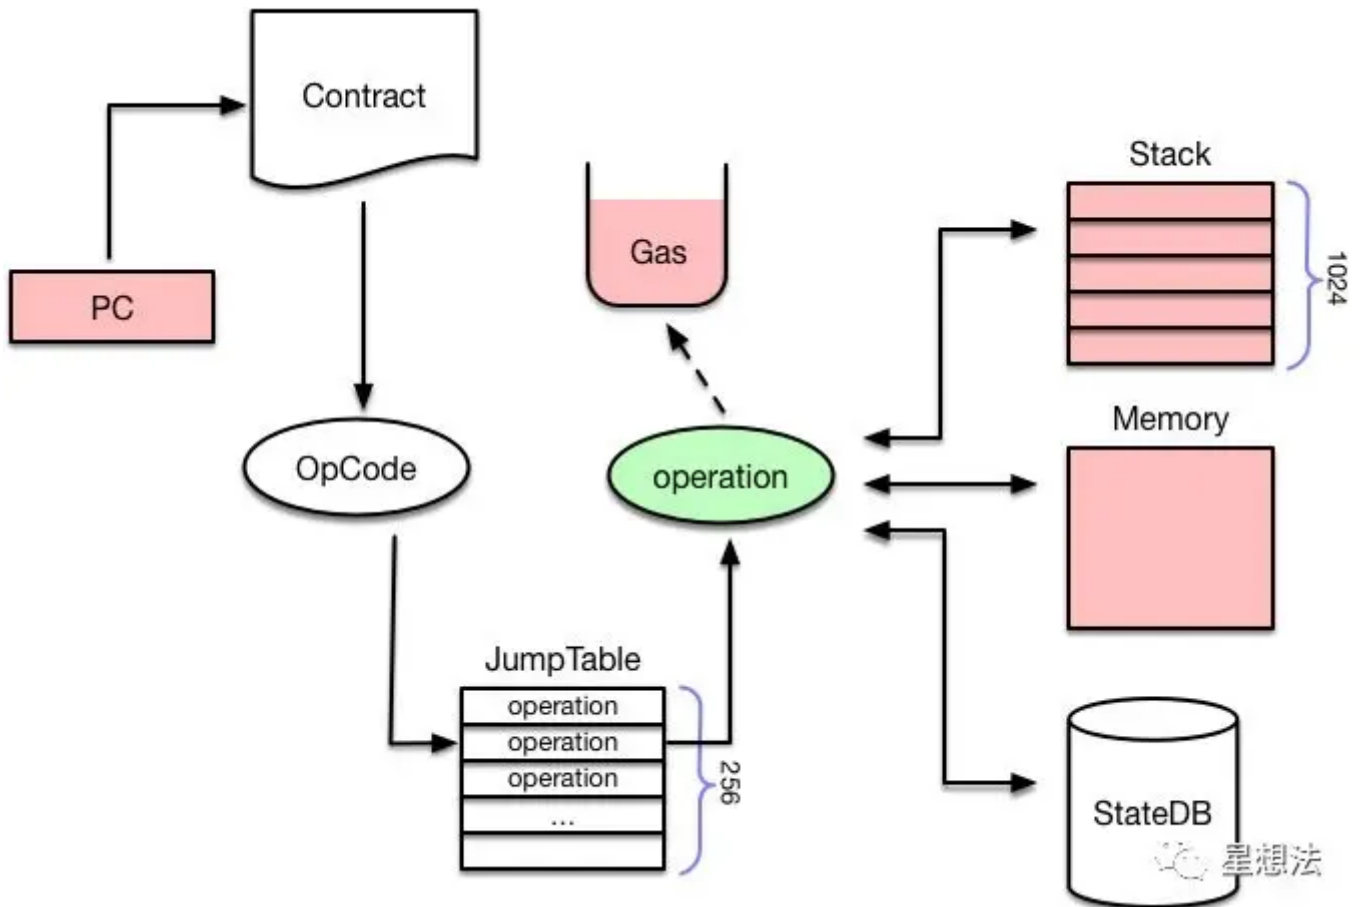 Contract
Stack
Gas
1024
PC
Memory
OpCode
operation
JumpTable
operation
operation
operation
...
256
StateDB
星想法